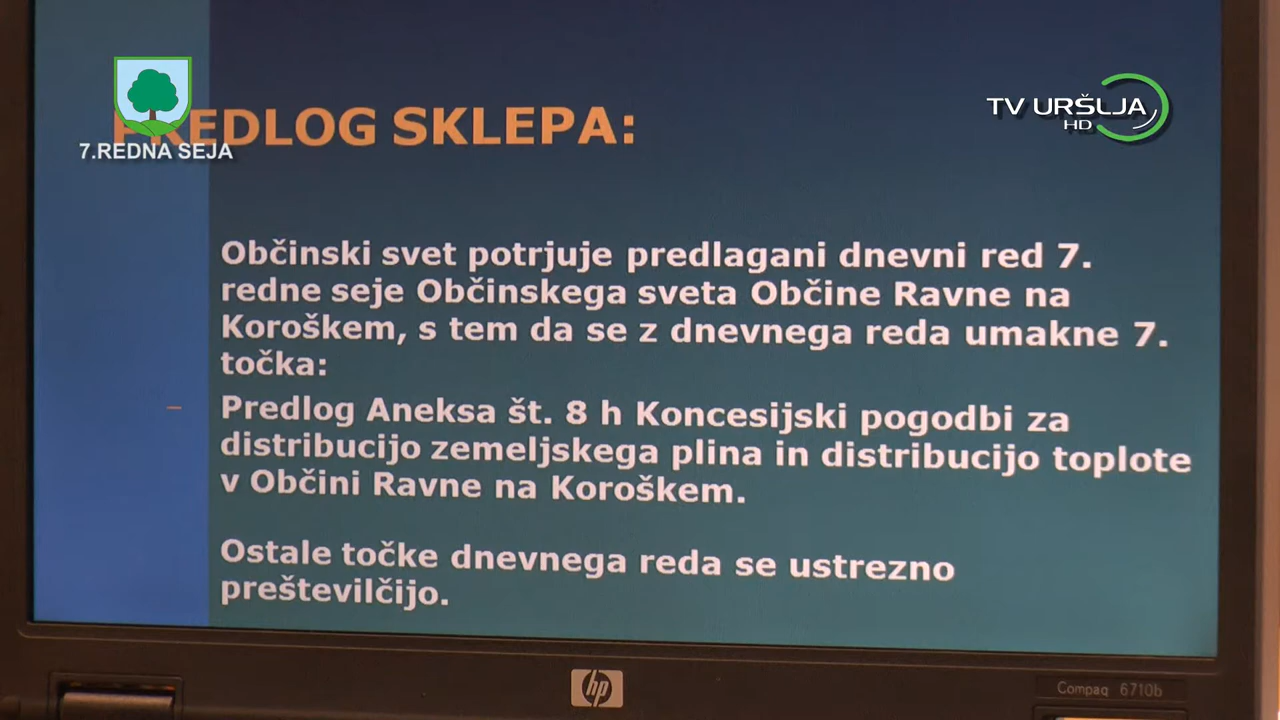 PREDLOG SKLEPA:
7.REDNA SEJA
TV URŠLJA
HD
Občinski svet potrjuje predlagani dnevni red 7.
redne seje Občinskega sveta Občine Ravne na
Koroškem, s tem da se z dnevnega reda umakne 7.
točka:
– Predlog Aneksa št. 8 h Koncesijski pogodbi za
distribucijo zemeljskega plina in distribucijo toplote
v Občini Ravne na Koroškem.
Ostale točke dnevnega reda se ustrezno
preštevilčijo.
hp
Compaq 6710b